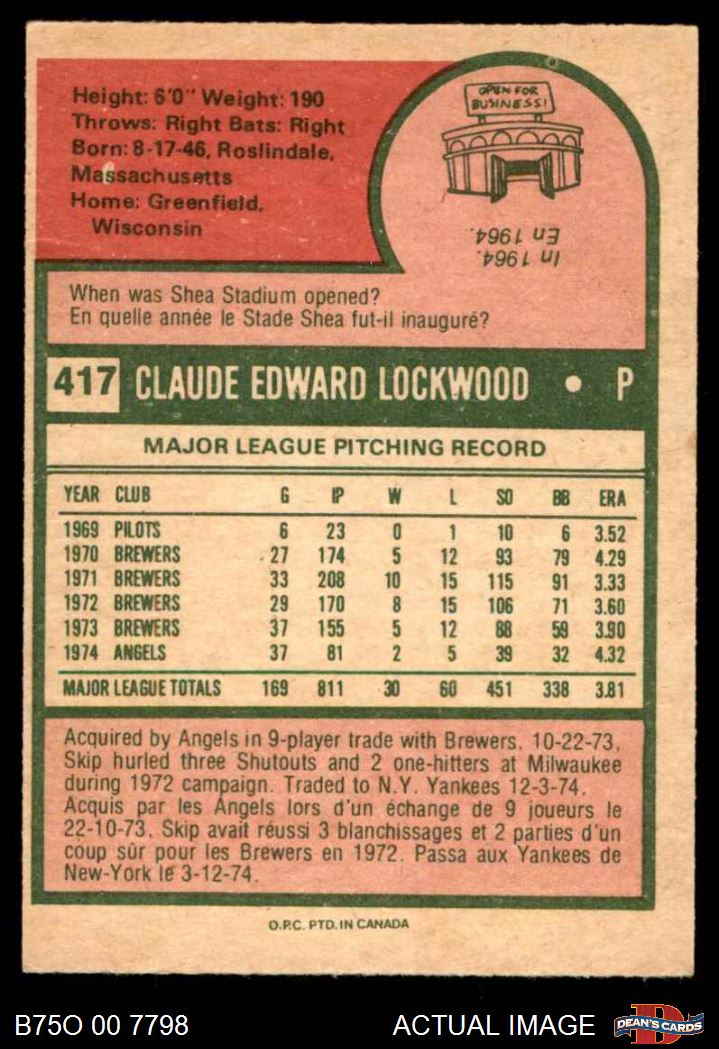 Height: 6'0" Weight: 190
Throws: Right Bats: Right
Born: 8-17-46, Roslindale,
Massachusetts
Home: Greenfield,
Wisconsin
OPEN FOR
BUSINESS!
In 1964.
En 1964.
When was Shea Stadium opened?
En quelle année le Stade Shea fut-il inauguré?
417 CLAUDE EDWARD LOCKWOOD • P
MAJOR LEAGUE PITCHING RECORD
YEAR CLUB G IP W L SO BB ERA
1969 PILOTS 6 23 0 1 10 6 3.52
1970 BREWERS 27 174 5 12 93 79 4.29
1971 BREWERS 33 208 10 15 115 91 3.33
1972 BREWERS 29 170 8 15 106 71 3.60
1973 BREWERS 37 155 5 12 88 59 3.90
1974 ANGELS 37 81 2 5 39 32 4.32
MAJOR LEAGUE TOTALS 169 811 30 60 451 338 3.81
Acquired by Angels in 9-player trade with Brewers, 10-22-73.
Skip hurled three Shutouts and 2 one-hitters at Milwaukee
during 1972 campaign. Traded to N.Y. Yankees 12-3-74.
Acquis par les Angels lors d'un échange de 9 joueurs le
22-10-73. Skip avait réussi 3 blanchissages et 2 parties d'un
coup sûr pour les Brewers en 1972. Passa aux Yankees de
New-York le 3-12-74.
O.P.C. PTD. IN CANADA
B75O 00 7798
ACTUAL IMAGE
D
DEAN'S CARDS